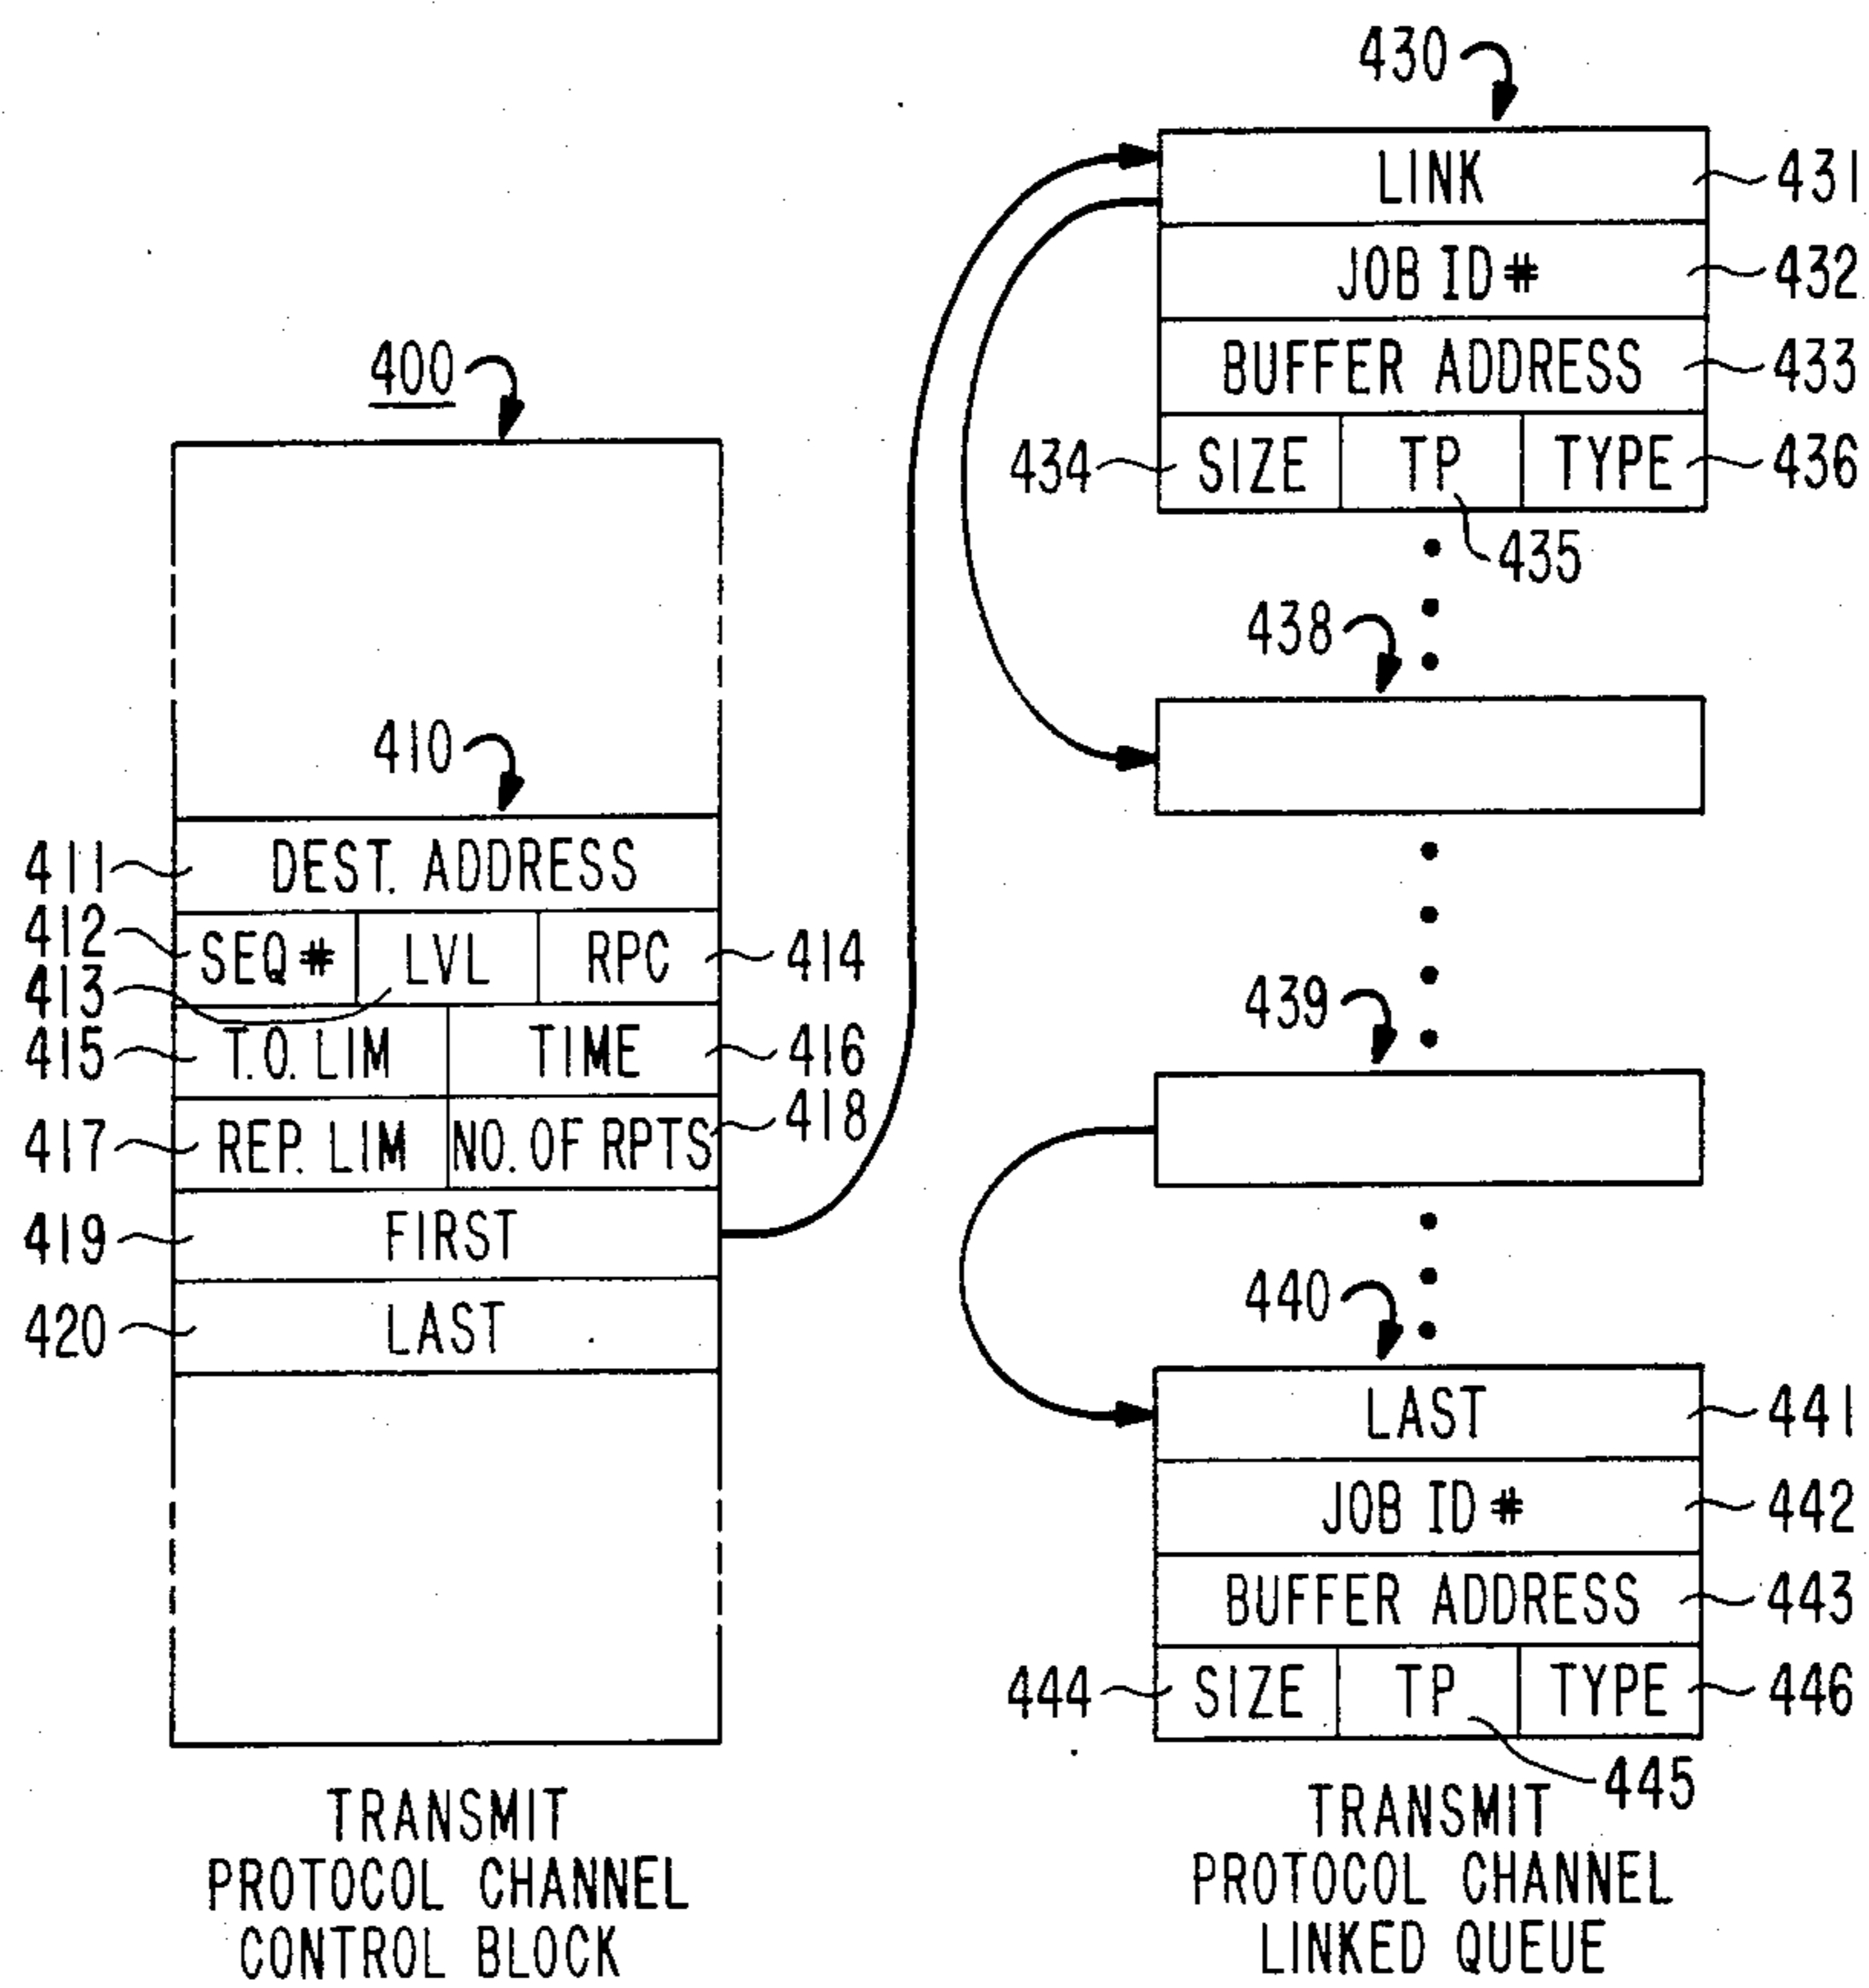 400
410
411 DEST. ADDRESS
412 SEQ # LVL RPC 414
413
415 T.O. LIM TIME 416
417 REP. LIM NO. OF RPTS 418
419 FIRST
420 LAST
TRANSMIT
PROTOCOL CHANNEL
CONTROL BLOCK
430
LINK 431
JOB ID # 432
BUFFER ADDRESS 433
434 SIZE TP TYPE 436
435
438
439
440
LAST 441
JOB ID # 442
BUFFER ADDRESS 443
444 SIZE TP TYPE 446
445
TRANSMIT
PROTOCOL CHANNEL
LINKED QUEUE